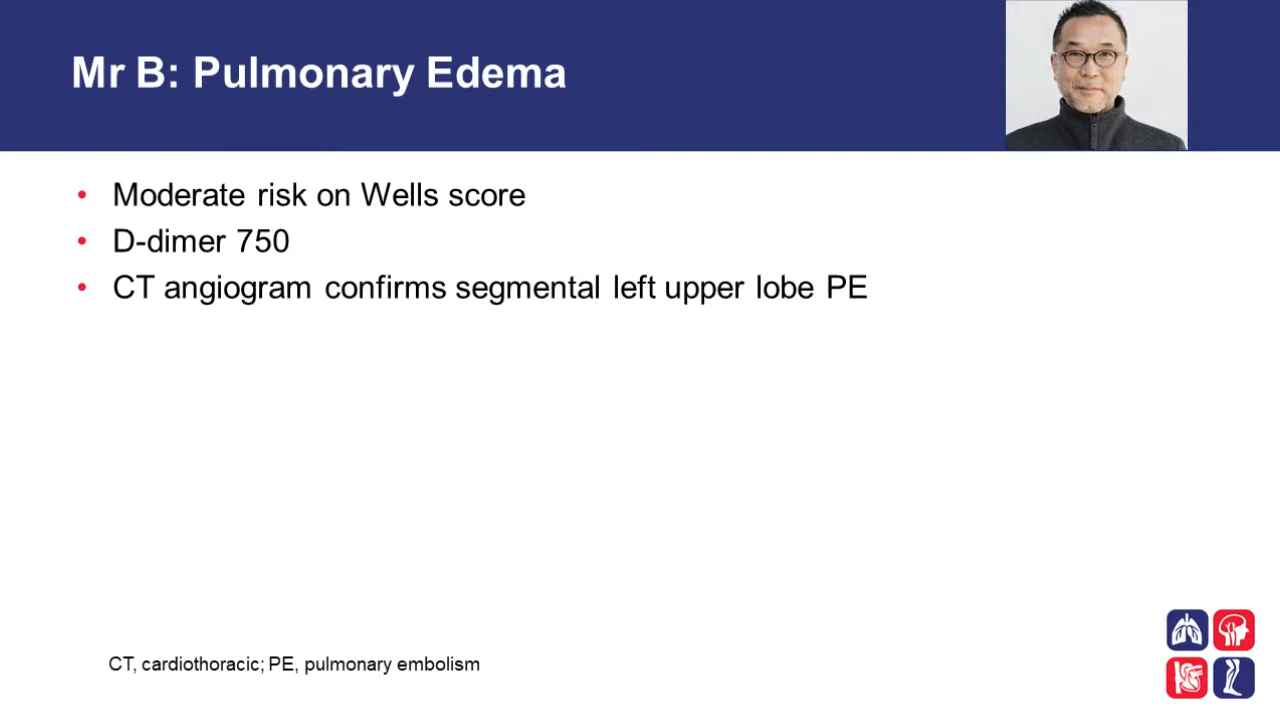 Mr B: Pulmonary Edema
• Moderate risk on Wells score
• D-dimer 750
• CT angiogram confirms segmental left upper lobe PE
CT, cardiothoracic; PE, pulmonary embolism